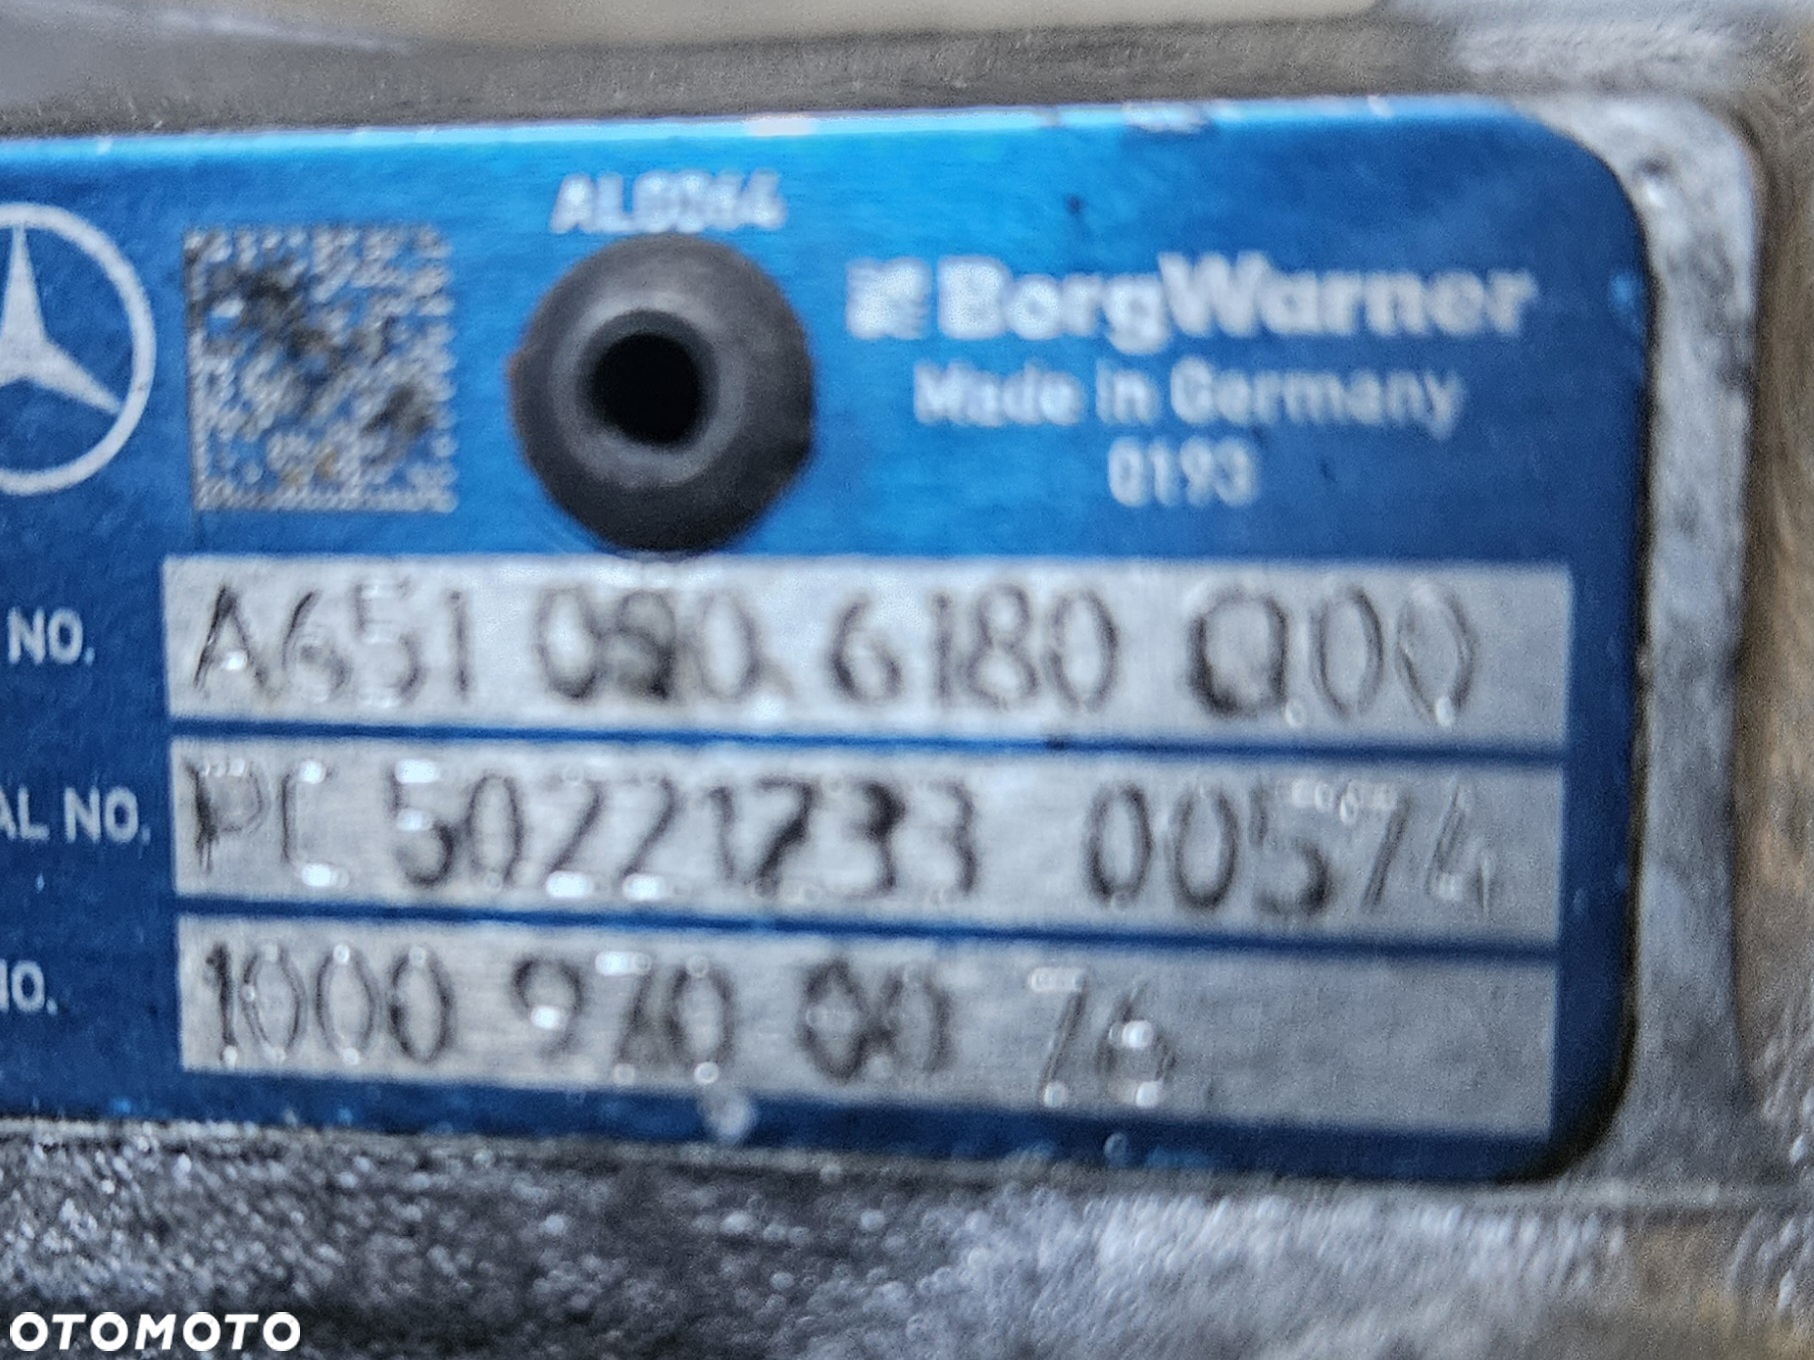 AL0064
BorgWarner
Made in Germany
0193
NO. A651 090 6180 000
AL NO. PC 50221733 00574
NO. 1000 970 00 76
OTOMOTO